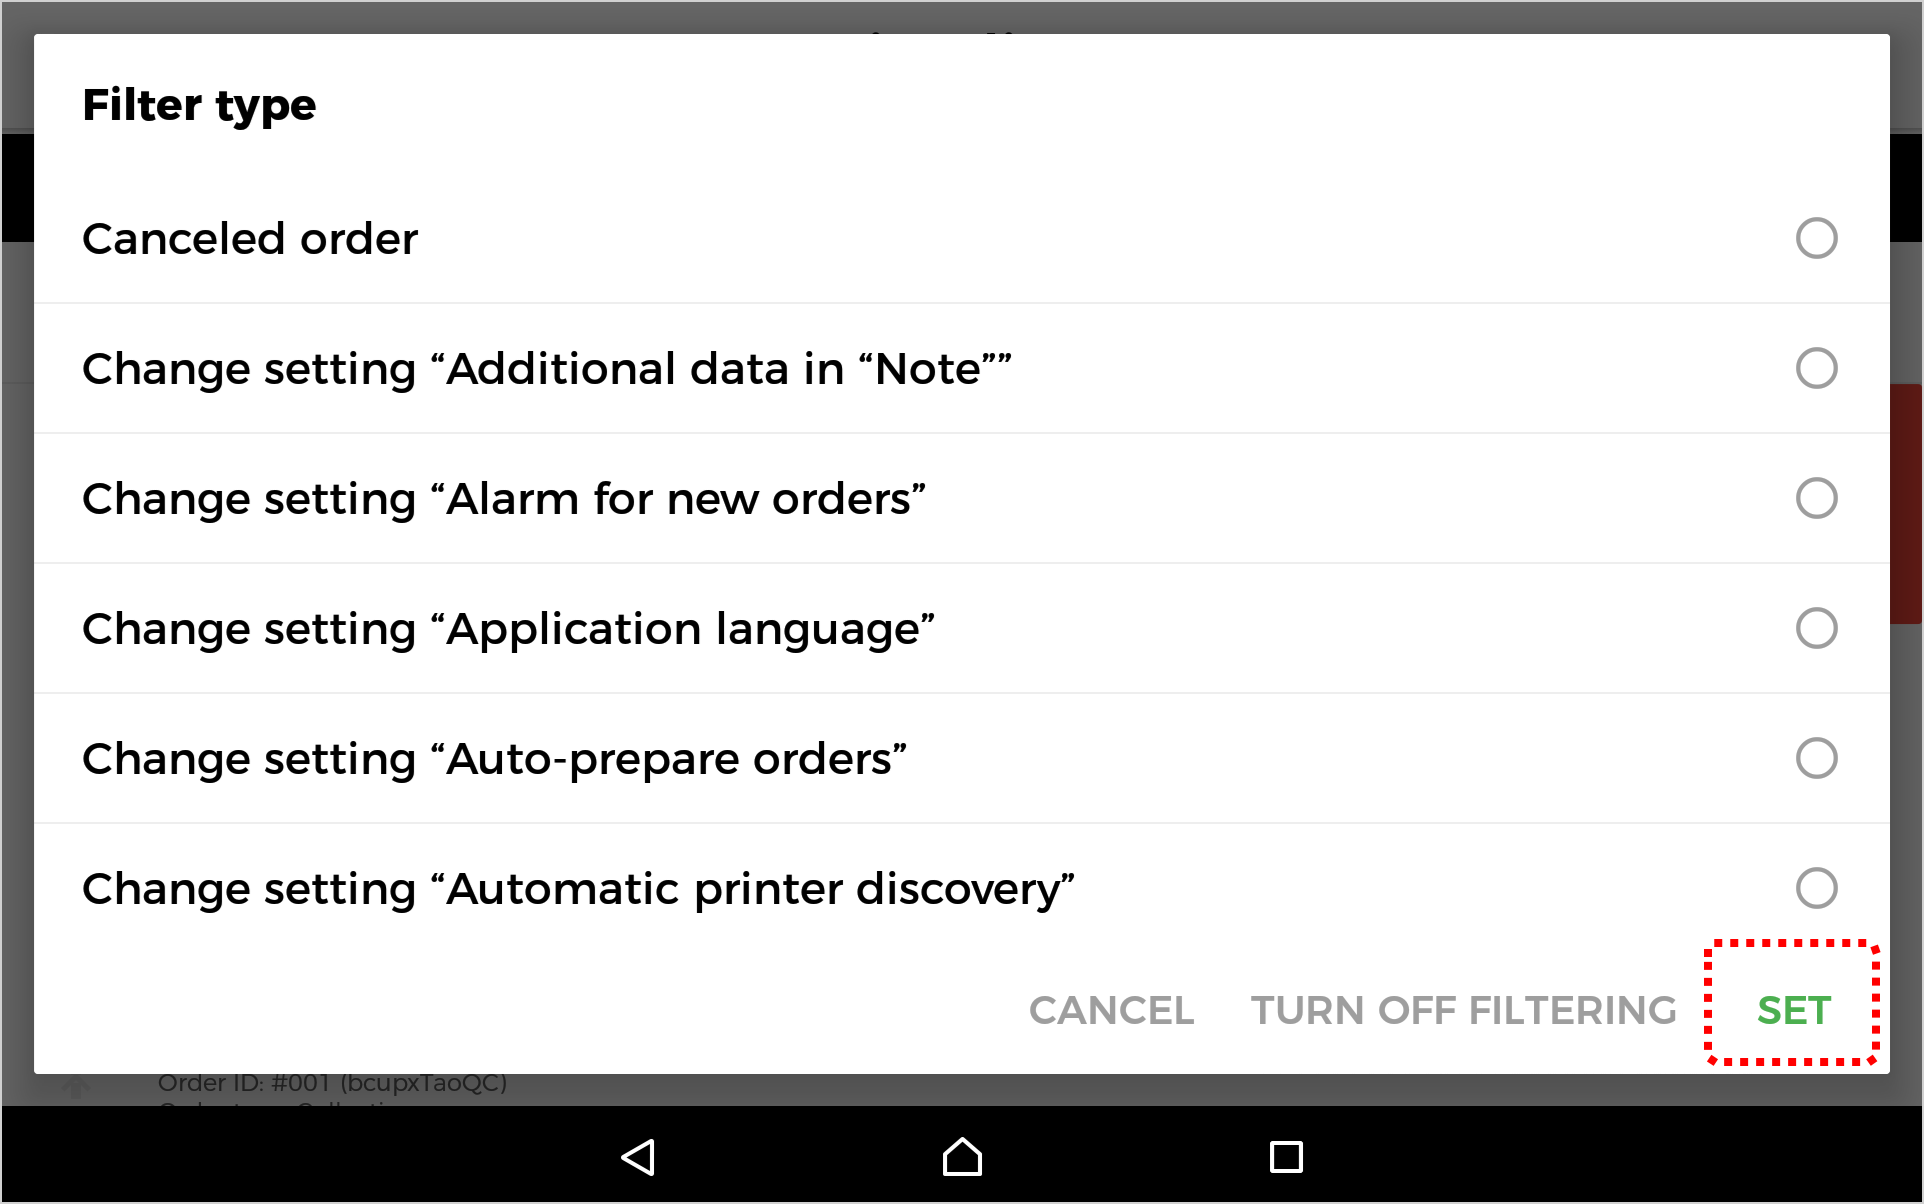 Filter type
Canceled order
Change setting “Additional data in “Note””
Change setting “Alarm for new orders”
Change setting “Application language”
Change setting “Auto-prepare orders”
Change setting “Automatic printer discovery”
CANCEL TURN OFF FILTERING SET
Order ID: #001 (bcupxTaoQC)